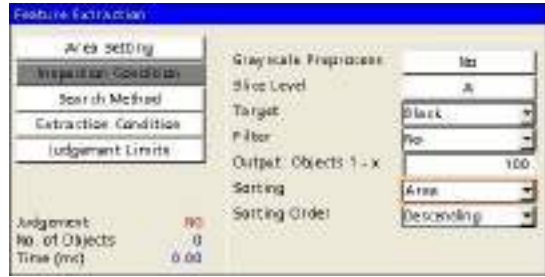 Feature Extraction
Area Setting
Inspection Condition
Search Method
Extraction Condition
Judgement Limits
Grayscale Preprocess No
Slice Level A
Target Black
Filter No
Output Objects 1-x 100
Sorting Area
Sorting Order Descending
Judgement NG
No. of Objects 0
Time (ms) 0.00